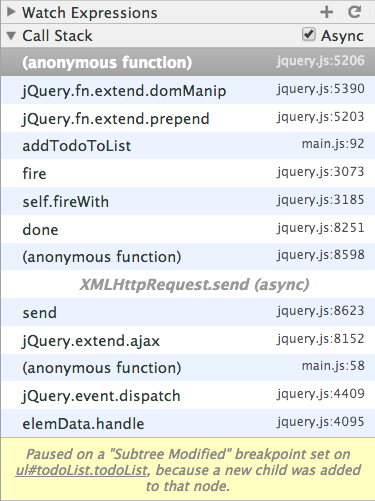 Watch Expressions
Call Stack Async
(anonymous function) jquery.js:5206
jQuery.fn.extend.domManip jquery.js:5390
jQuery.fn.extend.prepend jquery.js:5203
addTodoToList main.js:92
fire jquery.js:3073
self.fireWith jquery.js:3185
done jquery.js:8251
(anonymous function) jquery.js:8598
XMLHttpRequest.send (async)
send jquery.js:8623
jQuery.extend.ajax jquery.js:8152
(anonymous function) main.js:58
jQuery.event.dispatch jquery.js:4409
elemData.handle jquery.js:4095
Paused on a "Subtree Modified" breakpoint set on
ul#todoList.todoList, because a new child was added
to that node.